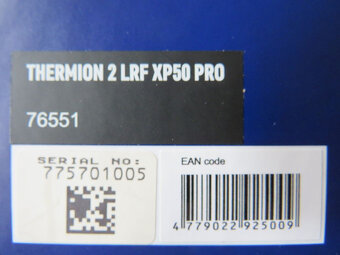 THERMION 2 LRF XP50 PRO
76551
SERIAL NO:
775701005
EAN code
4 779022 925009